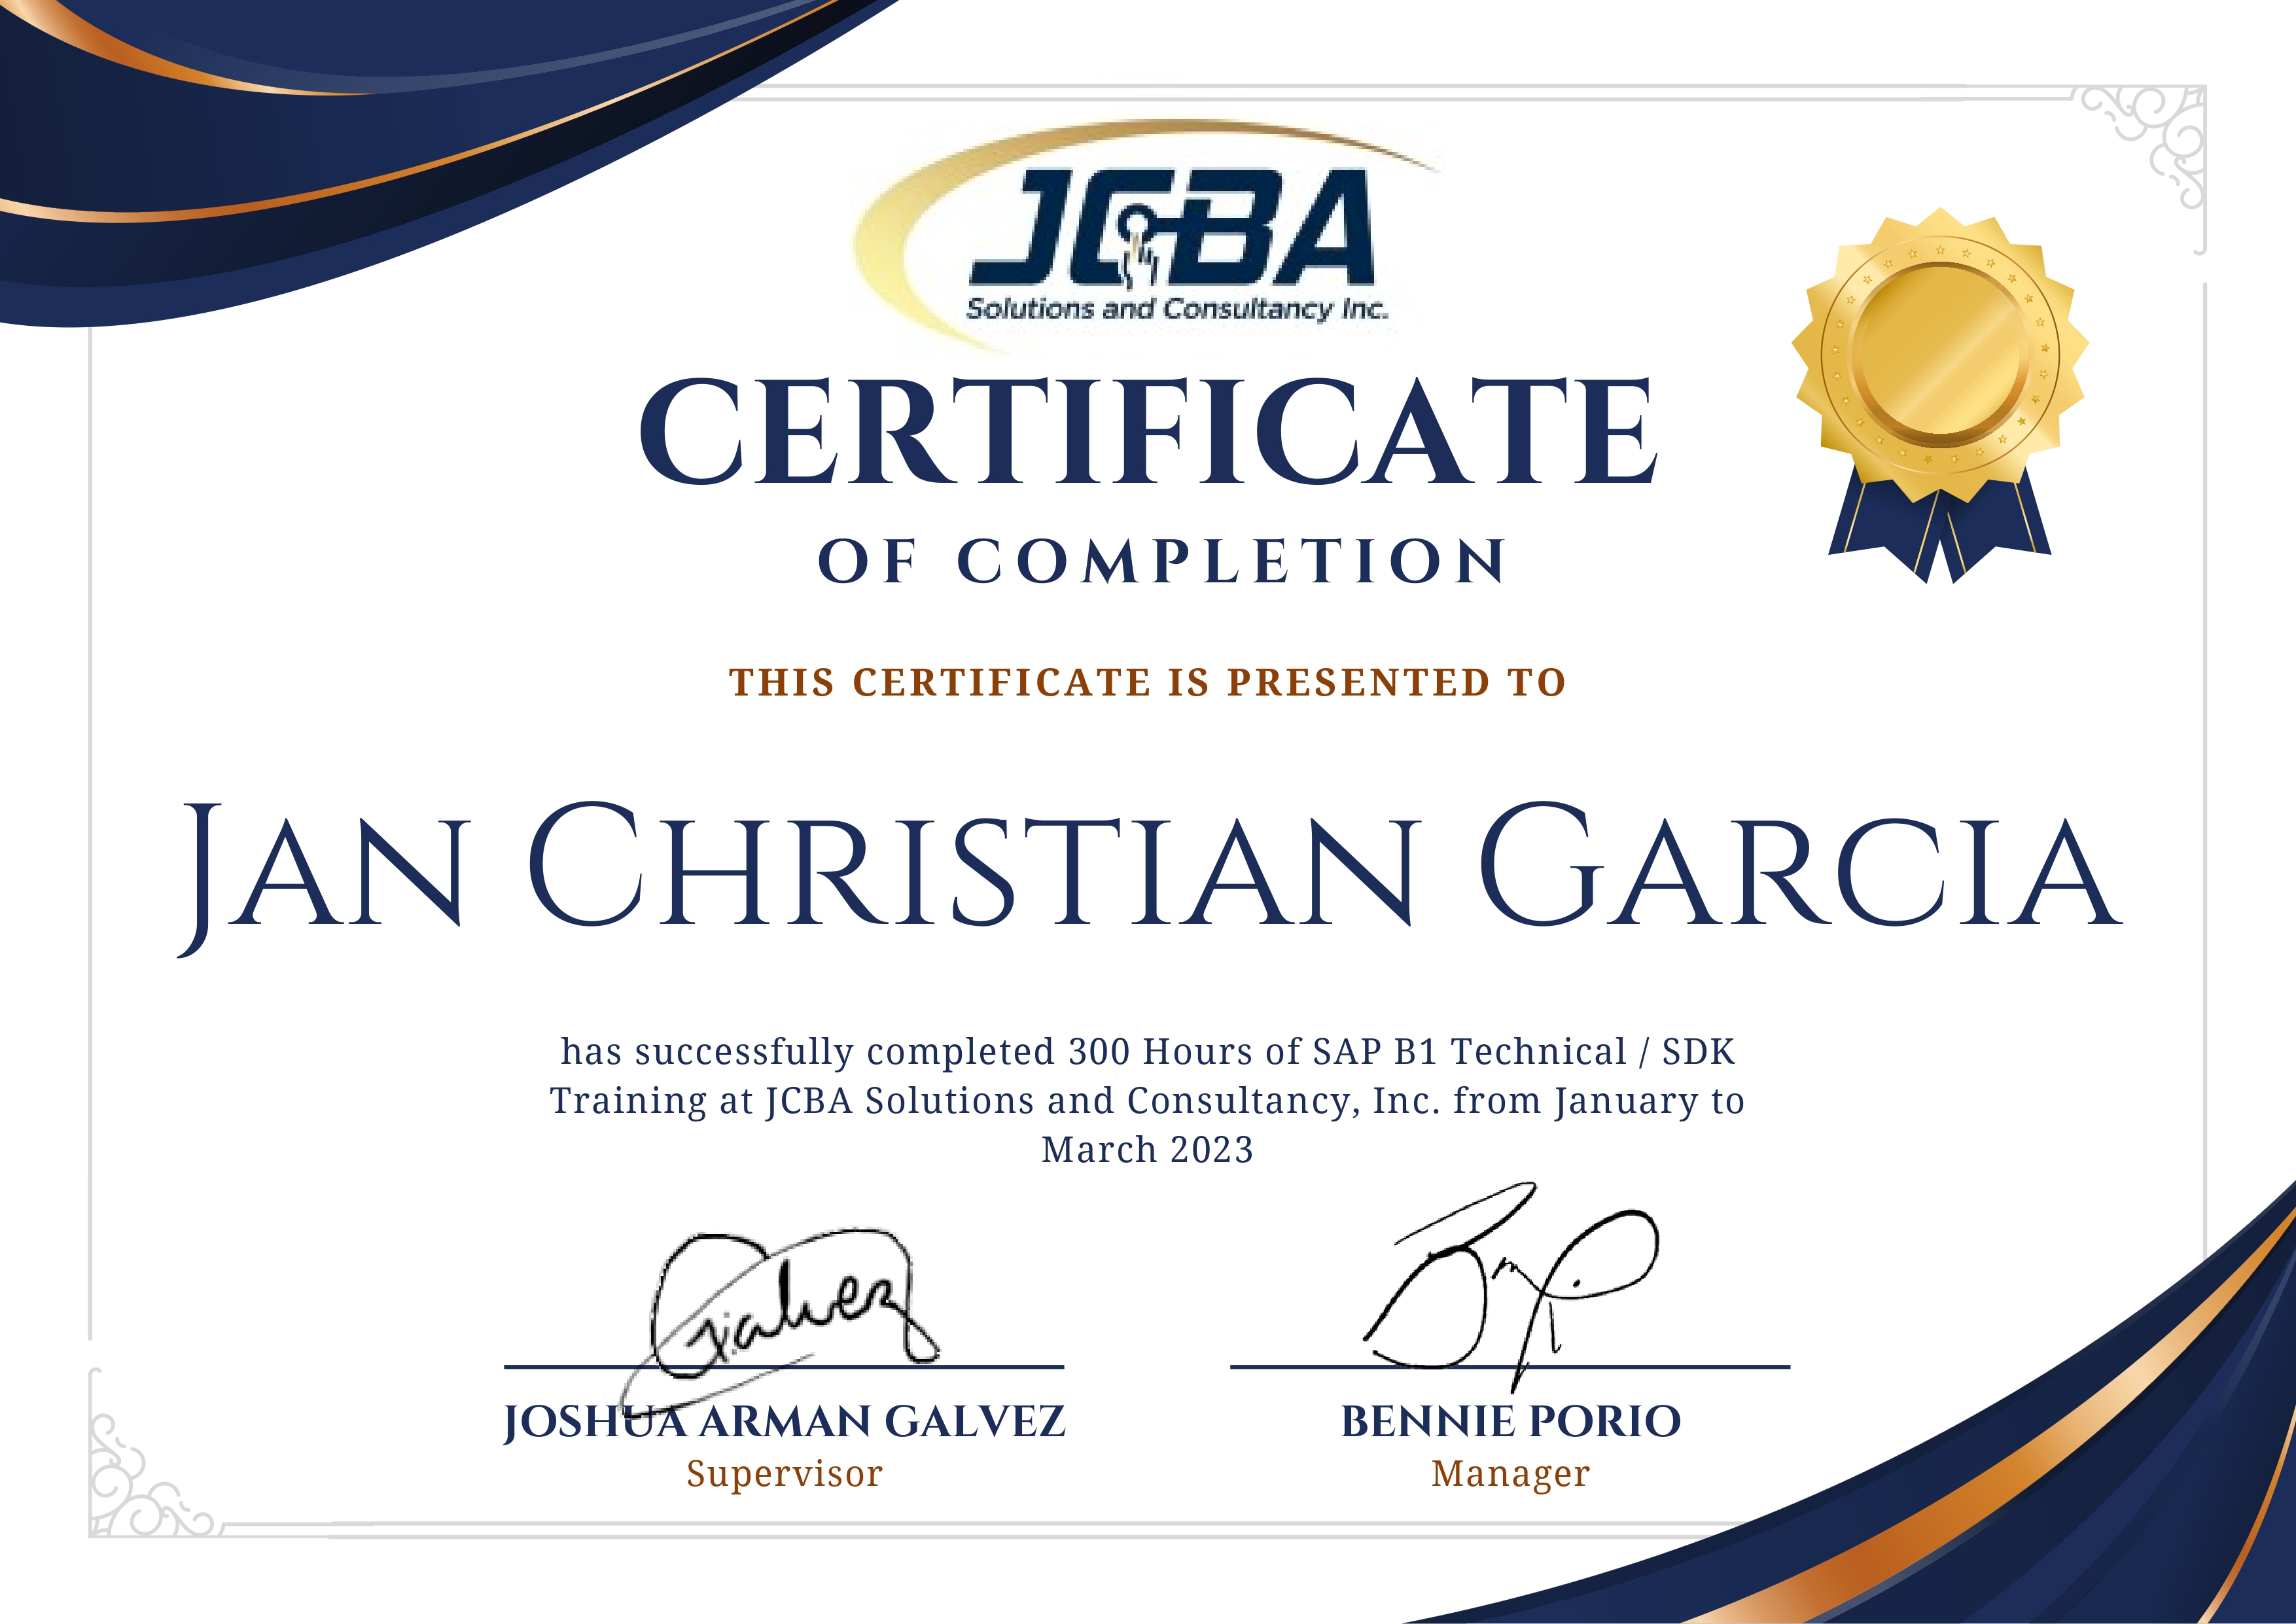 JCBA
Solutions and Consultancy Inc.
CERTIFICATE
OF COMPLETION
THIS CERTIFICATE IS PRESENTED TO
Jan Christian Garcia
has successfully completed 300 Hours of SAP B1 Technical / SDK
Training at JCBA Solutions and Consultancy, Inc. from January to
March 2023
Galvez
JOSHUA ARMAN GALVEZ
Supervisor
BENNIE PORIO
Manager